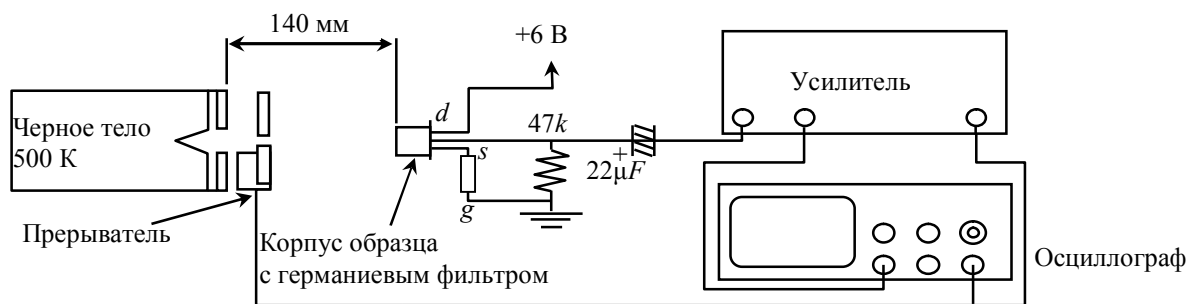 140 мм
+6 В
Усилитель
d
Черное тело
500 К
47k
s
+
22μF
g
Прерыватель
Корпус образца
с германиевым фильтром
Осциллограф